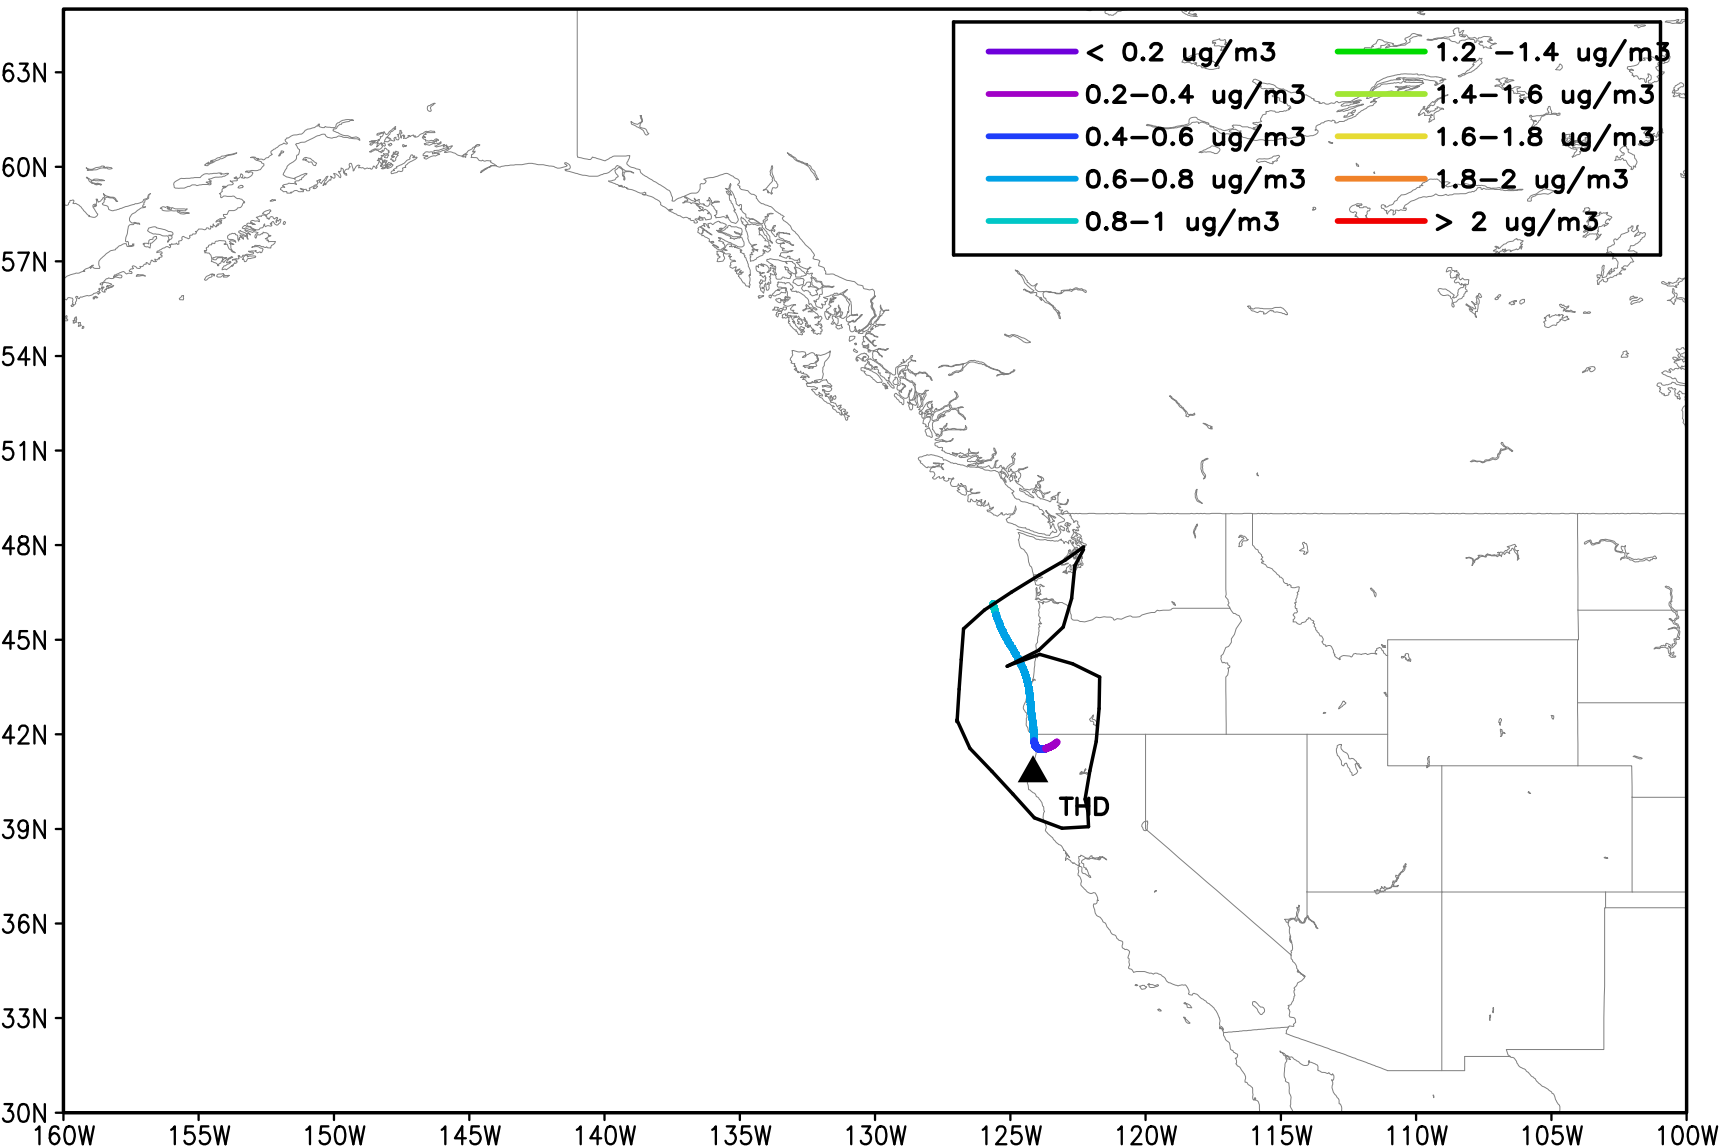 < 0.2 ug/m3
0.2-0.4 ug/m3
0.4-0.6 ug/m3
0.6-0.8 ug/m3
0.8-1 ug/m3
1.2 -1.4 ug/m3
1.4-1.6 ug/m3
1.6-1.8 ug/m3
1.8-2 ug/m3
> 2 ug/m3
63N
60N
57N
54N
51N
48N
45N
42N
39N
36N
33N
30N
THD
160W 155W 150W 145W 140W 135W 130W 125W 120W 115W 110W 105W 100W